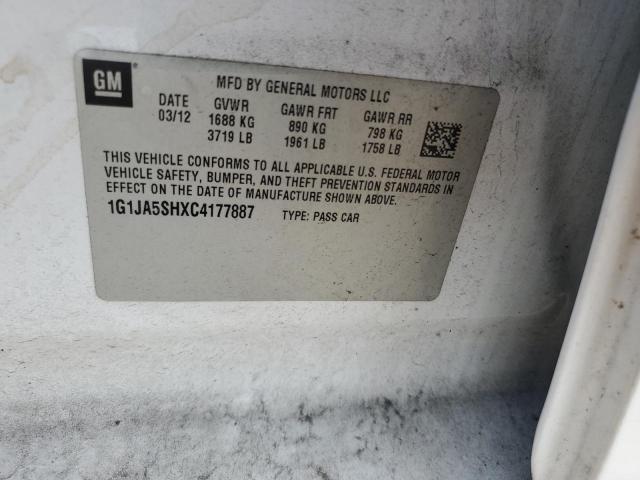 GM
MFD BY GENERAL MOTORS LLC
DATE GVWR GAWR FRT GAWR RR
03/12 1688 KG 890 KG 798 KG
3719 LB 1961 LB 1758 LB
THIS VEHICLE CONFORMS TO ALL APPLICABLE U.S. FEDERAL MOTOR
VEHICLE SAFETY, BUMPER, AND THEFT PREVENTION STANDARDS IN
EFFECT ON THE DATE OF MANUFACTURE SHOWN ABOVE.
1G1JA5SHXC4177887 TYPE: PASS CAR